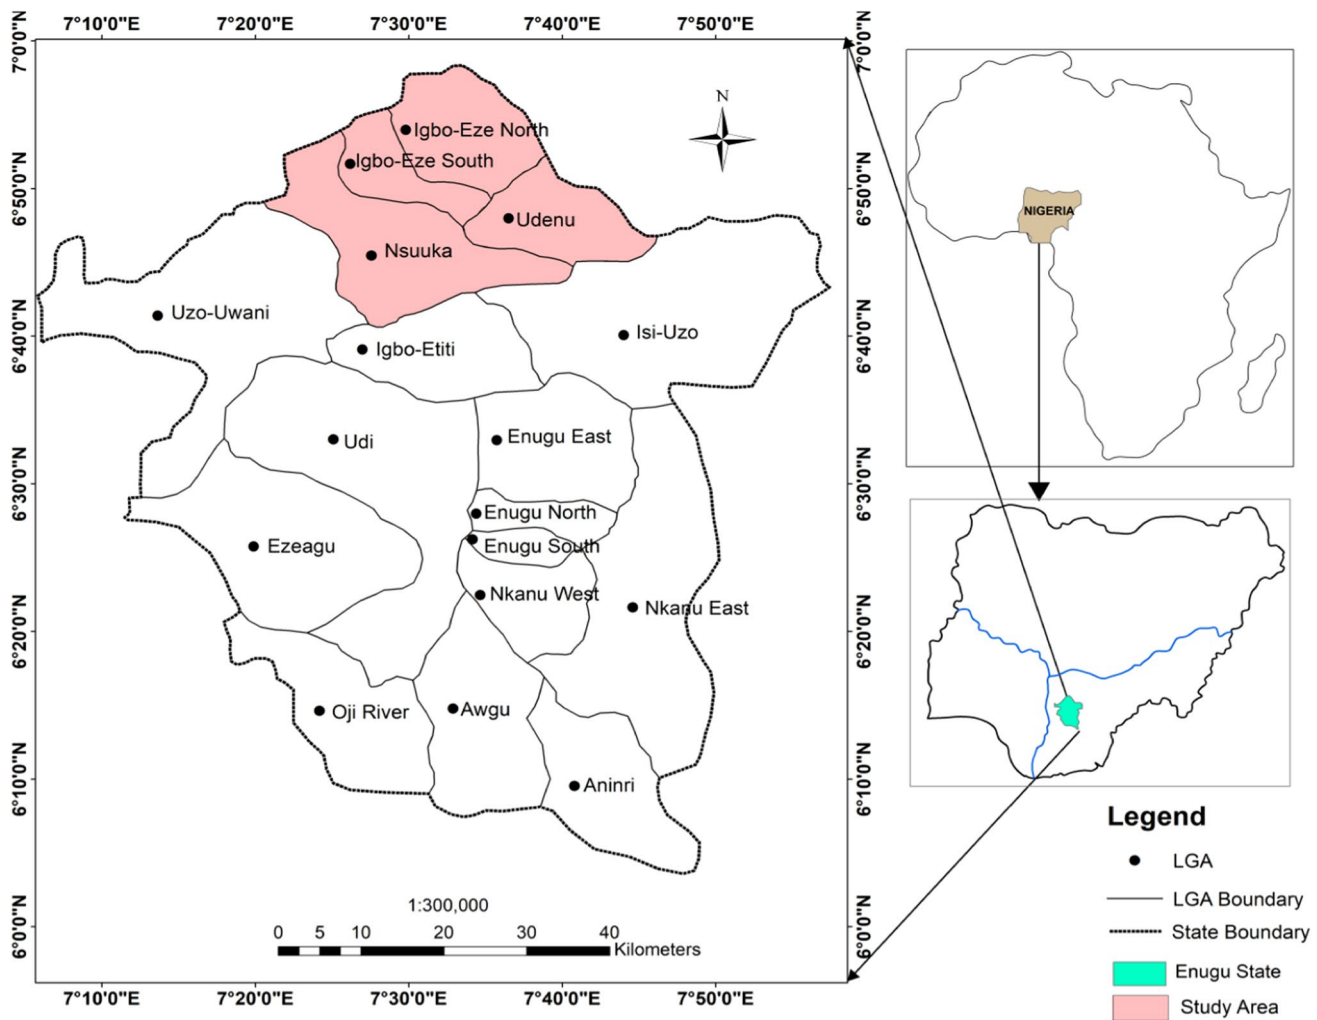 7°10'0"E 7°20'0"E 7°30'0"E 7°40'0"E 7°50'0"E
7°0'0"N
6°50'0"N
6°40'0"N
6°30'0"N
6°20'0"N
6°10'0"N
6°0'0"N
N
Igbo-Eze North
Igbo-Eze South
Udenu
Nsuuka
Uzo-Uwani
Isi-Uzo
Igbo-Etiti
Udi
Enugu East
Enugu North
Enugu South
Ezeagu
Nkanu West
Nkanu East
Oji River
Awgu
Aninri
1:300,000
0 5 10 20 30 40
Kilometers
7°10'0"E 7°20'0"E 7°30'0"E 7°40'0"E 7°50'0"E
7°0'0"N
6°50'0"N
6°40'0"N
6°30'0"N
6°20'0"N
6°10'0"N
6°0'0"N
NIGERIA
Legend
LGA
LGA Boundary
State Boundary
Enugu State
Study Area